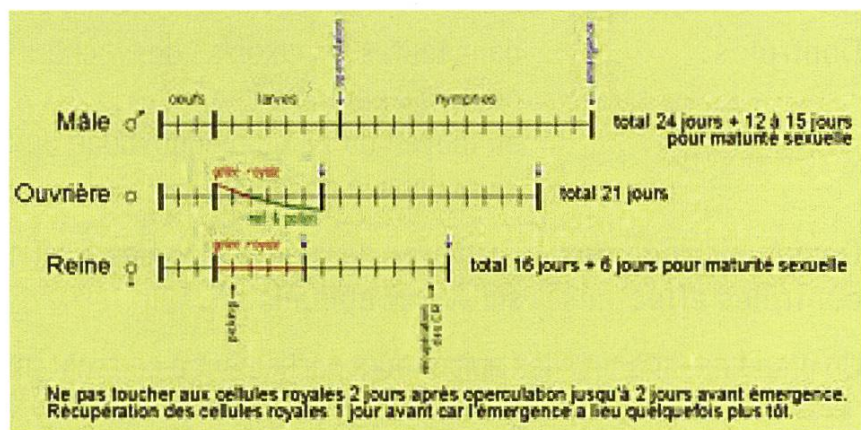 operculation
émergence
oeufs
larves
nymphes
Mâle ♂
total 24 jours + 12 à 15 jours
pour maturité sexuelle
gelée royale
Ouvrière
total 21 jours
miel & pollen
gelée royale
Reine
total 16 jours + 6 jours pour maturité sexuelle
picking
récupération
des CR
Ne pas toucher aux cellules royales 2 jours après operculation jusqu'à 2 jours avant émergence.
Récupération des cellules royales 1 jour avant car l'émergence a lieu quelquefois plus tôt.